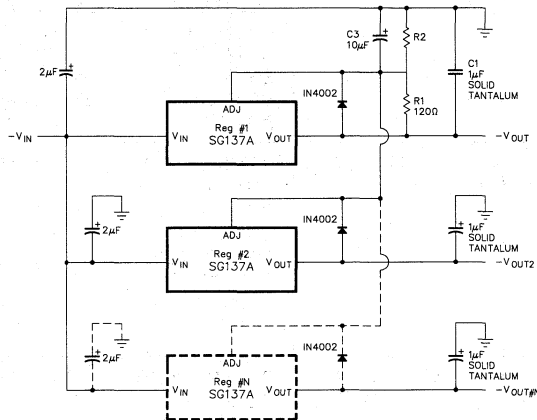 C3
10μF
R2
C1
1μF
SOLID
TANTALUM
2μF
ADJ
IN4002
R1
120Ω
−VIN
VIN
Reg #1
SG137A
VOUT
−VOUT
ADJ
IN4002
2μF
1μF
SOLID
TANTALUM
VIN
Reg #2
SG137A
VOUT
−VOUT2
ADJ
IN4002
2μF
1μF
SOLID
TANTALUM
VIN
Reg #N
SG137A
VOUT
−VOUT#N